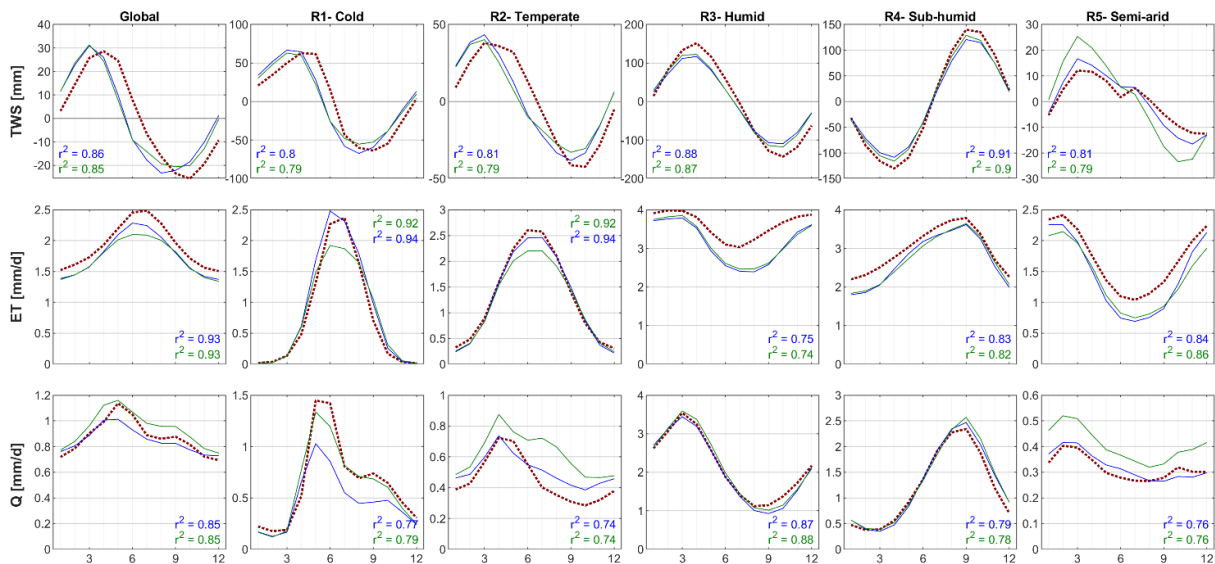 Global R1- Cold R2- Temperate R3- Humid R4- Sub-humid R5- Semi-arid
TWS [mm]
40 30 20 10 0 -10 -20
r² = 0.86
r² = 0.85
100 50 0 -50 -100
r² = 0.8
r² = 0.79
50 0 -50
r² = 0.81
r² = 0.79
200 100 0 -100 -200
r² = 0.88
r² = 0.87
150 100 50 0 -50 -100 -150
r² = 0.91
r² = 0.9
30 20 10 0 -10 -20 -30
r² = 0.81
r² = 0.79
ET [mm/d]
2.5 2 1.5 1 0.5 0
r² = 0.93
r² = 0.93
2.5 2 1.5 1 0.5 0
r² = 0.92
r² = 0.94
3 2.5 2 1.5 1 0.5 0
r² = 0.92
r² = 0.94
4 3 2 1 0
r² = 0.75
r² = 0.74
4 3 2 1 0
r² = 0.83
r² = 0.82
2.5 2 1.5 1 0.5 0
r² = 0.84
r² = 0.86
Q [mm/d]
1.2 1 0.8 0.6 0.4 0.2 0
r² = 0.85
r² = 0.85
3 6 9 12
1.5 1 0.5 0
r² = 0.77
r² = 0.79
3 6 9 12
1 0.8 0.6 0.4 0.2 0
r² = 0.74
r² = 0.74
3 6 9 12
4 3 2 1 0
r² = 0.87
r² = 0.88
3 6 9 12
3 2.5 2 1.5 1 0.5 0
r² = 0.79
r² = 0.78
3 6 9 12
0.6 0.5 0.4 0.3 0.2 0.1 0
r² = 0.76
r² = 0.76
3 6 9 12